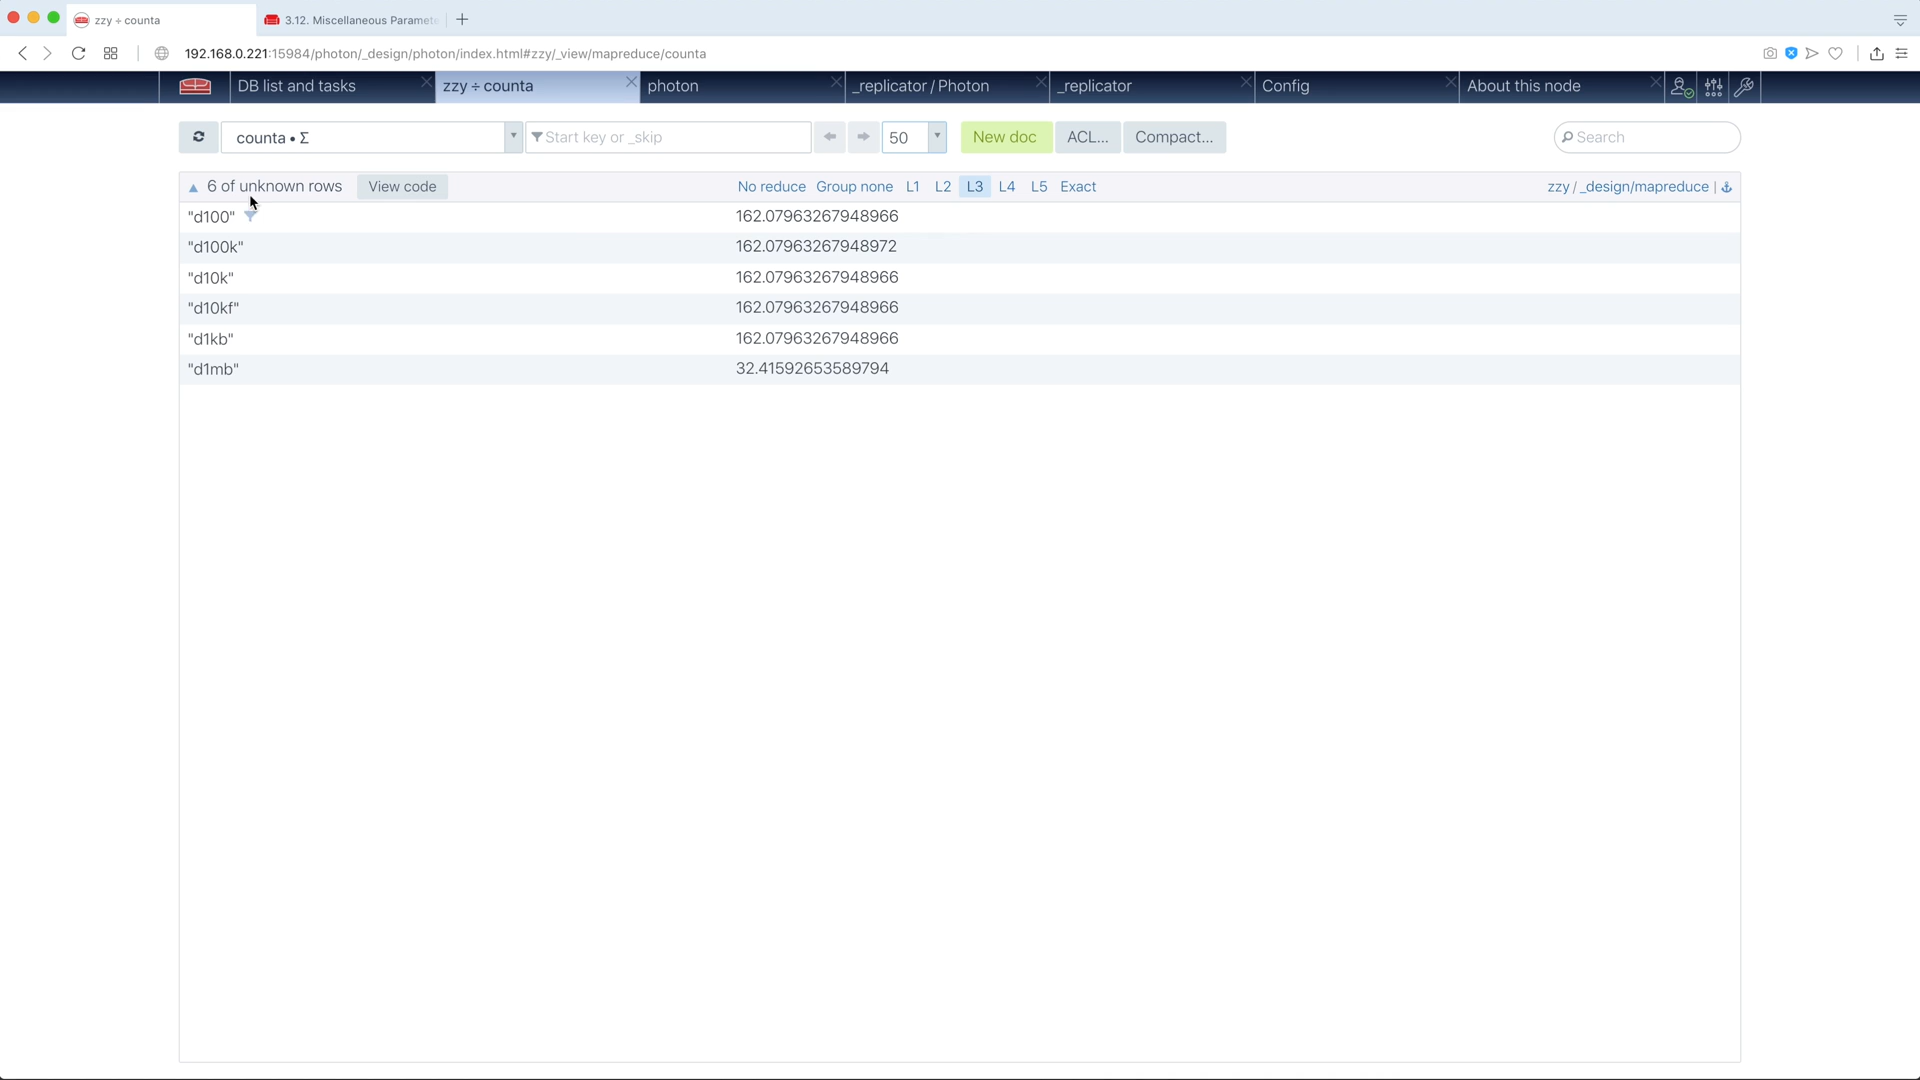 zzy ÷ counta
3.12. Miscellaneous Paramete
192.168.0.221:15984/photon/_design/photon/index.html#zzy/_view/mapreduce/counta
DB list and tasks
zzy ÷ counta
photon
_replicator / Photon
_replicator
Config
About this node
counta • Σ
Start key or _skip
50
New doc
ACL...
Compact...
Search
6 of unknown rows
View code
No reduce Group none L1 L2 L3 L4 L5 Exact
zzy / _design/mapreduce |
"d100" 162.07963267948966
"d100k" 162.07963267948972
"d10k" 162.07963267948966
"d10kf" 162.07963267948966
"d1kb" 162.07963267948966
"d1mb" 32.41592653589794